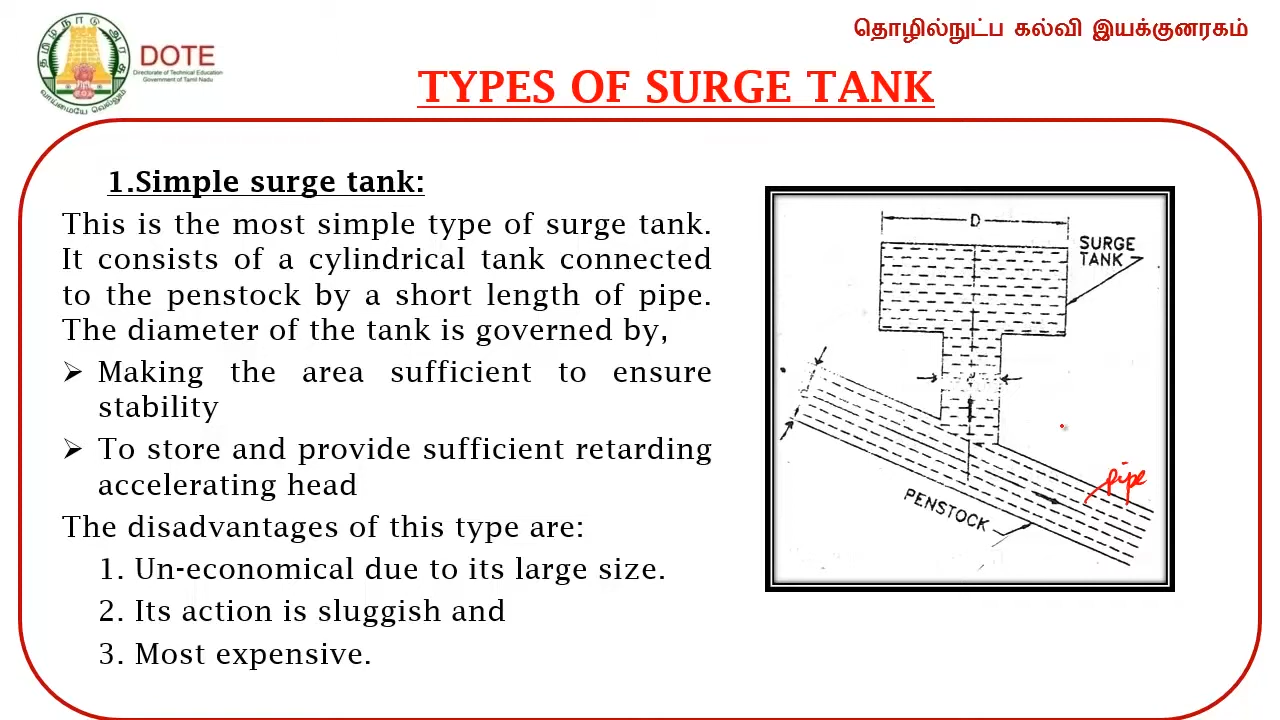 தமிழ்நாடு அரசு
வாய்மையே வெல்லும்
DOTE
Directorate of Technical Education
Government of Tamil Nadu
தொழில்நுட்ப கல்வி இயக்குனரகம்
TYPES OF SURGE TANK
1.Simple surge tank:
This is the most simple type of surge tank.
It consists of a cylindrical tank connected
to the penstock by a short length of pipe.
The diameter of the tank is governed by,
➢ Making the area sufficient to ensure
stability
➢ To store and provide sufficient retarding
accelerating head
The disadvantages of this type are:
1. Un-economical due to its large size.
2. Its action is sluggish and
3. Most expensive.
D
SURGE
TANK
pipe
PENSTOCK